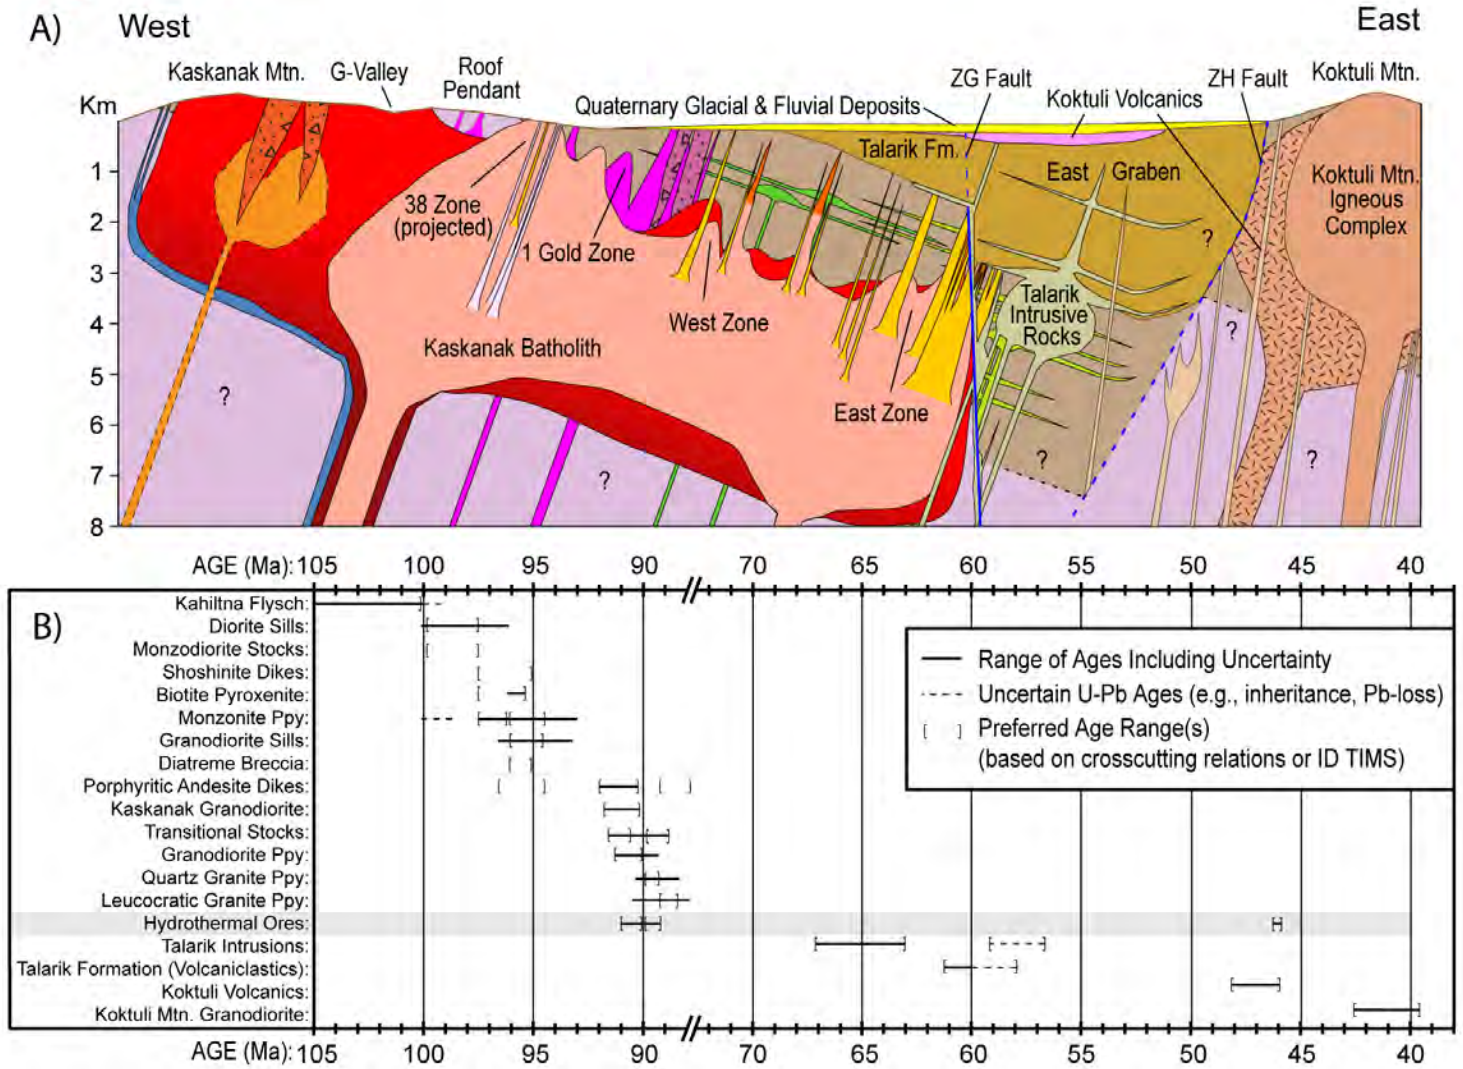 A) West East
Kaskanak Mtn. G-Valley Roof Pendant ZG Fault ZH Fault Koktuli Mtn.
Km Quaternary Glacial & Fluvial Deposits Koktuli Volcanics
Talarik Fm.
1
East Graben
Koktuli Mtn. Igneous Complex
38 Zone (projected)
2
1 Gold Zone
?
3
Talarik Intrusive Rocks
West Zone
?
4
Kaskanak Batholith
5
?
East Zone
6
?
?
?
7
8
AGE (Ma): 105 100 95 90 70 65 60 55 50 45 40
B)
Kahiltna Flysch:
Diorite Sills:
Monzodiorite Stocks:
Shoshinite Dikes:
Biotite Pyroxenite:
Monzonite Ppy:
Granodiorite Sills:
Diatreme Breccia:
Porphyritic Andesite Dikes:
Kaskanak Granodiorite:
Transitional Stocks:
Granodiorite Ppy:
Quartz Granite Ppy:
Leucocratic Granite Ppy:
Hydrothermal Ores:
Talarik Intrusions:
Talarik Formation (Volcaniclastics):
Koktuli Volcanics:
Koktuli Mtn. Granodiorite:
Range of Ages Including Uncertainty
Uncertain U-Pb Ages (e.g., inheritance, Pb-loss)
[ ] Preferred Age Range(s)
(based on crosscutting relations or ID TIMS)
AGE (Ma): 105 100 95 90 70 65 60 55 50 45 40